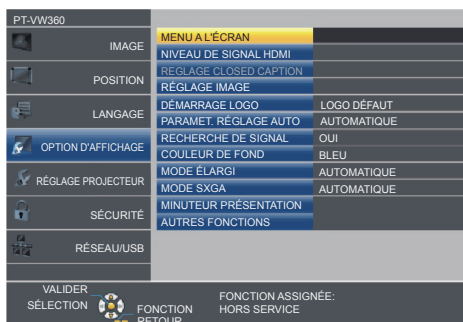 PT-VW360
IMAGE
POSITION
LANGAGE
OPTION D'AFFICHAGE
RÉGLAGE PROJECTEUR
SÉCURITÉ
RÉSEAU/USB
MENU A L'ÉCRAN
NIVEAU DE SIGNAL HDMI
REGLAGE CLOSED CAPTION
RÉGLAGE IMAGE
DÉMARRAGE LOGO LOGO DÉFAUT
PARAMET. RÉGLAGE AUTO AUTOMATIQUE
RECHERCHE DE SIGNAL OUI
COULEUR DE FOND BLEU
MODE ÉLARGI AUTOMATIQUE
MODE SXGA AUTOMATIQUE
MINUTEUR PRÉSENTATION
AUTRES FONCTIONS
VALIDER
SÉLECTION
FONCTION
RETOUR
FONCTION ASSIGNÉE:
HORS SERVICE